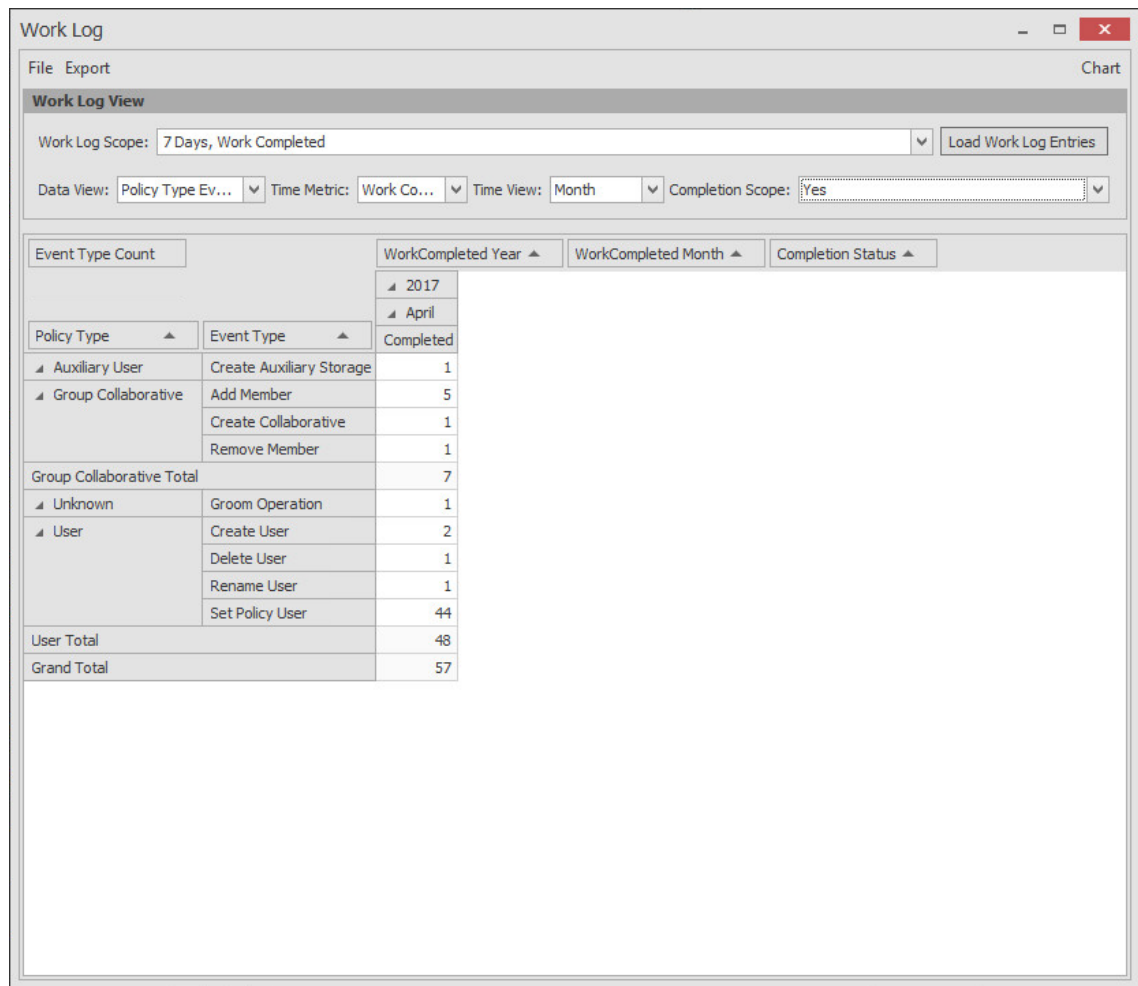 Work Log
File Export Chart
Work Log View
Work Log Scope: 7 Days, Work Completed Load Work Log Entries
Data View: Policy Type Ev... Time Metric: Work Co... Time View: Month Completion Scope: Yes
Event Type Count WorkCompleted Year WorkCompleted Month Completion Status
2017
April
Policy Type Event Type Completed
Auxiliary User Create Auxiliary Storage 1
Group Collaborative Add Member 5
Create Collaborative 1
Remove Member 1
Group Collaborative Total 7
Unknown Groom Operation 1
User Create User 2
Delete User 1
Rename User 1
Set Policy User 44
User Total 48
Grand Total 57